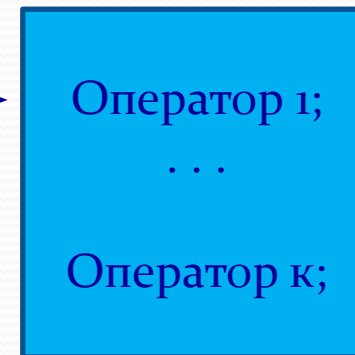 Оператор 1;
. . .
Оператор к;